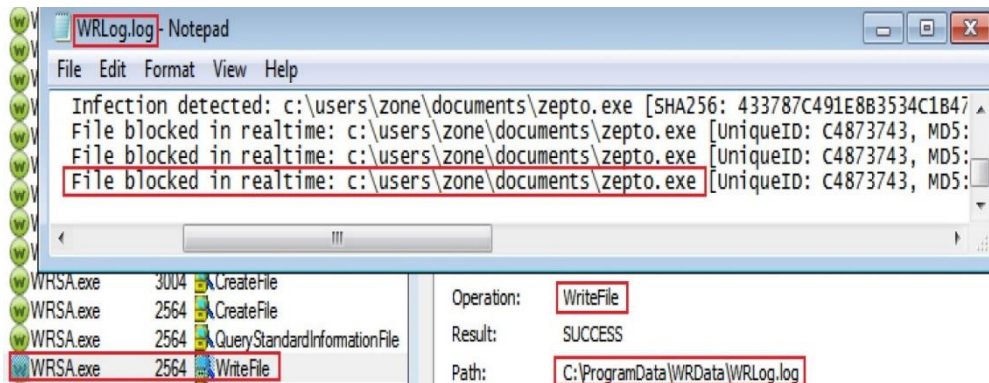 WRLog.log - Notepad
File Edit Format View Help
Infection detected: c:\users\zone\documents\zepto.exe [SHA256: 433787C491E8B3534C1B47
File blocked in realtime: c:\users\zone\documents\zepto.exe [UniqueID: C4873743, MD5:
File blocked in realtime: c:\users\zone\documents\zepto.exe [UniqueID: C4873743, MD5:
File blocked in realtime: c:\users\zone\documents\zepto.exe [UniqueID: C4873743, MD5:
WRSA.exe 3004 CreateFile
WRSA.exe 2564 CreateFile
WRSA.exe 2564 QueryStandardInformationFile
WRSA.exe 2564 WriteFile
Operation: WriteFile
Result: SUCCESS
Path: C:\ProgramData\WRData\WRLog.log